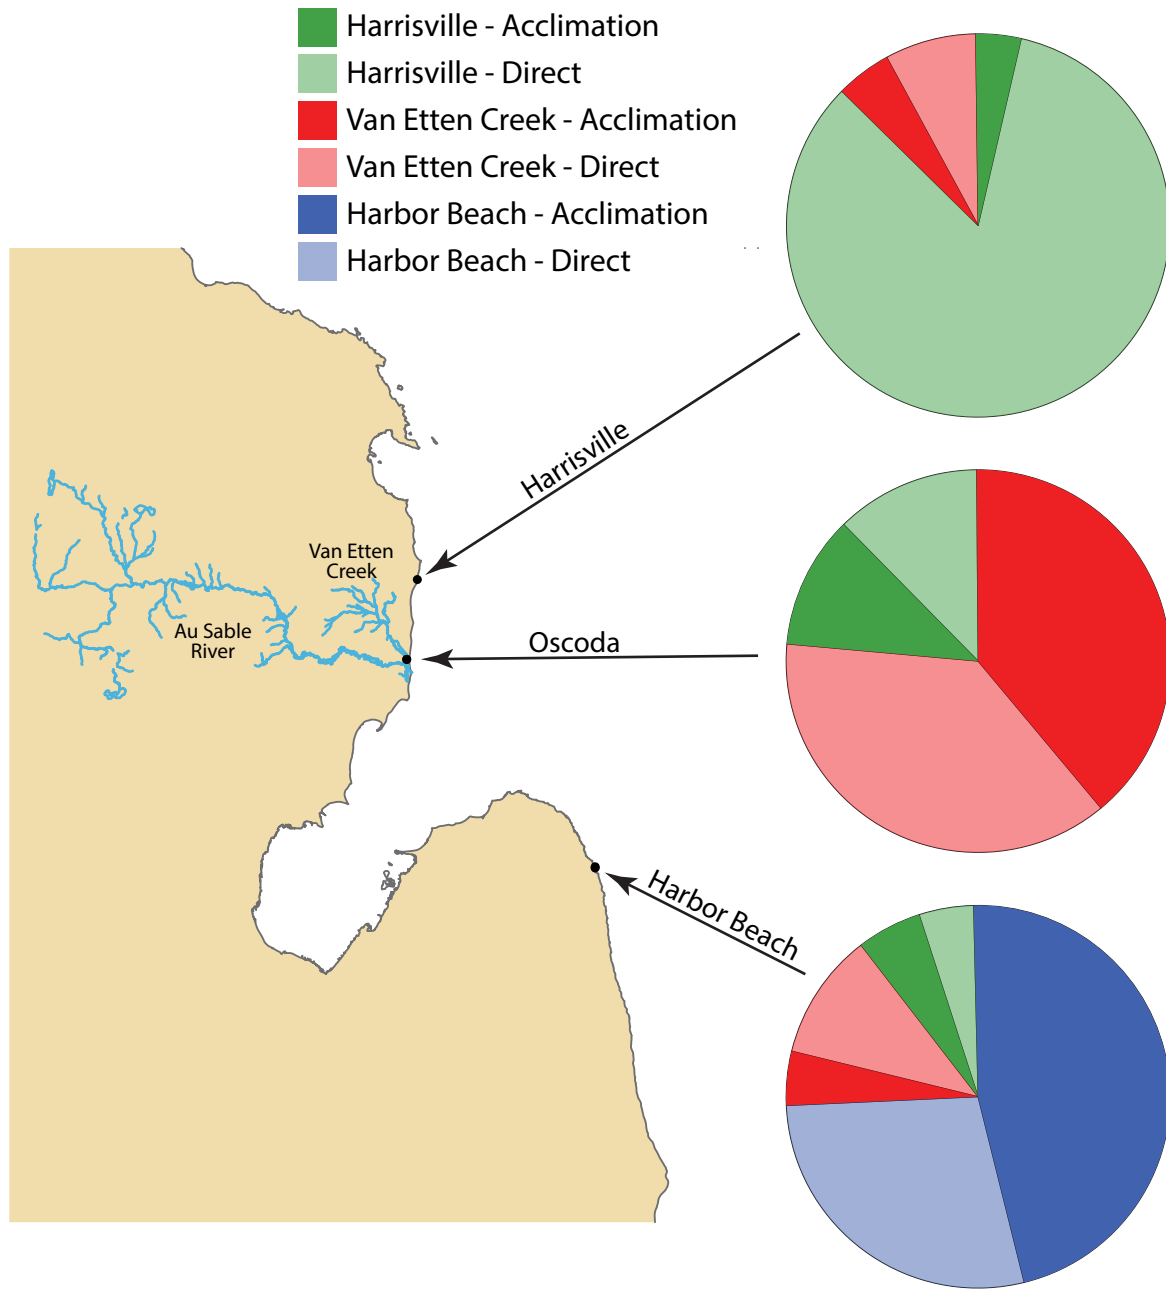 Harrisville - Acclimation
Harrisville - Direct
Van Etten Creek - Acclimation
Van Etten Creek - Direct
Harbor Beach - Acclimation
Harbor Beach - Direct
Harrisville
Van Etten
Creek
Au Sable
River
Oscoda
Harbor Beach